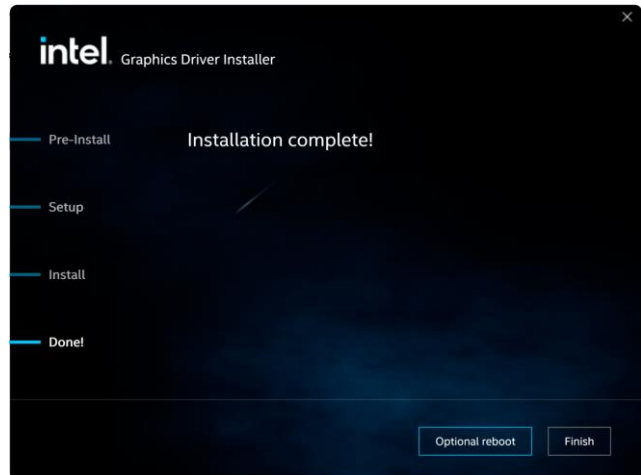 intel. Graphics Driver Installer
Pre-Install
Installation complete!
Setup
Install
Done!
Optional reboot
Finish